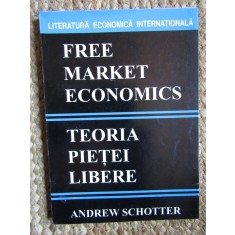 LITERATURĂ ECONOMICĂ INTERNAȚIONALĂ
FREE
MARKET
ECONOMICS
TEORIA
PIEȚEI
LIBERE
ANDREW SCHOTTER